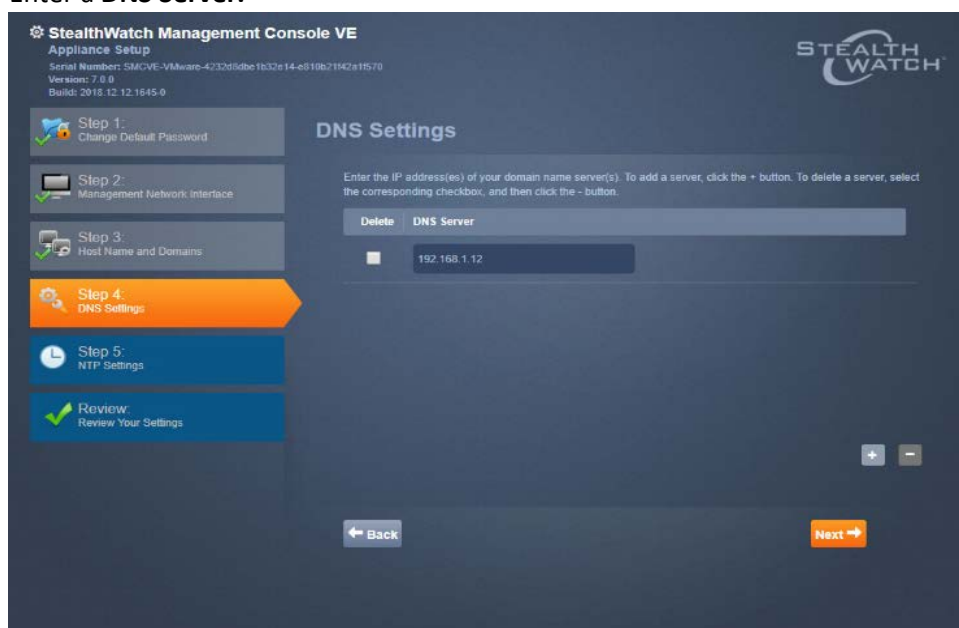 Enter a DNS Server.
StealthWatch Management Console VE
Appliance Setup
Serial Number: SMCVE-VMware-4232d8dbe1b32e14-e810b21f42a1f570
Version: 7.0.0
Build: 2018.12.12.1645-0
STEALTH
WATCH
Step 1:
Change Default Password
Step 2:
Management Network Interface
Step 3:
Host Name and Domains
Step 4:
DNS Settings
Step 5:
NTP Settings
Review:
Review Your Settings
DNS Settings
Enter the IP address(es) of your domain name server(s). To add a server, click the + button. To delete a server, select
the corresponding checkbox, and then click the - button.
Delete DNS Server
192.168.1.12
+ -
Back
Next